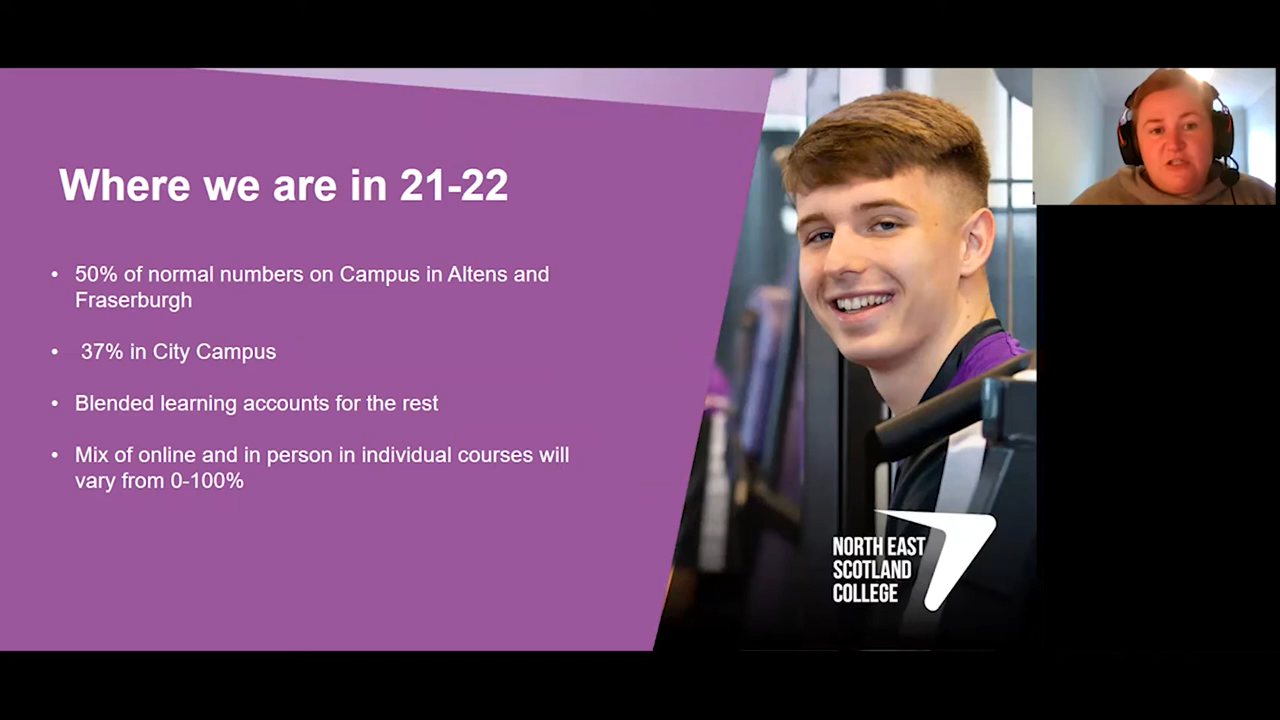 Where we are in 21-22
• 50% of normal numbers on Campus in Altens and
Fraserburgh
• 37% in City Campus
• Blended learning accounts for the rest
• Mix of online and in person in individual courses will
vary from 0-100%
NORTH EAST
SCOTLAND
COLLEGE